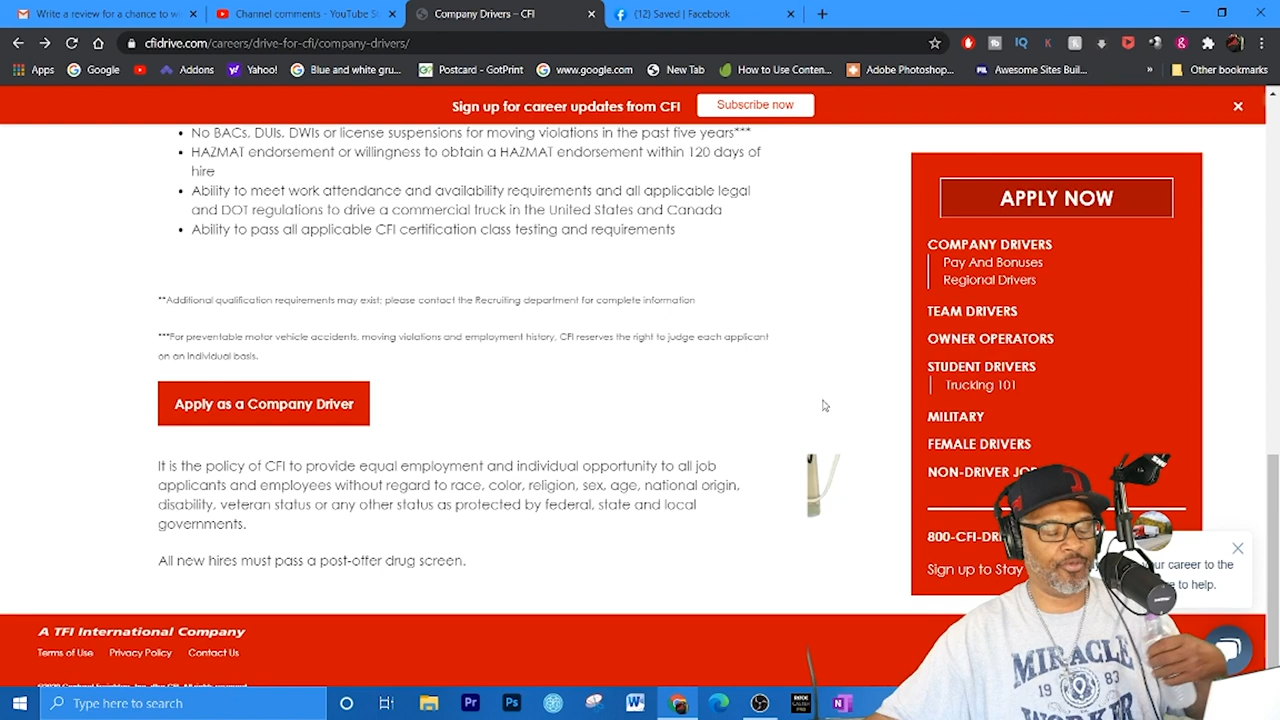 Write a review for a chance to wi
Channel comments - YouTube S
Company Drivers – CFI
(12) Saved | Facebook
cfidrive.com/careers/drive-for-cfi/company-drivers/
Apps
Google
Addons
Yahoo!
Blue and white gru...
Postcard - GotPrint
www.google.com
New Tab
How to Use Conten...
Adobe Photoshop...
Awesome Sites Buil...
Other bookmarks
Sign up for career updates from CFI
Subscribe now
• No BACs, DUIs, DWIs or license suspensions for moving violations in the past five years***
• HAZMAT endorsement or willingness to obtain a HAZMAT endorsement within 120 days of
hire
• Ability to meet work attendance and availability requirements and all applicable legal
and DOT regulations to drive a commercial truck in the United States and Canada
• Ability to pass all applicable CFI certification class testing and requirements
**Additional qualification requirements may exist; please contact the Recruiting department for complete information
***For preventable motor vehicle accidents, moving violations and employment history, CFI reserves the right to judge each applicant
on an individual basis.
Apply as a Company Driver
It is the policy of CFI to provide equal employment and individual opportunity to all job
applicants and employees without regard to race, color, religion, sex, age, national origin,
disability, veteran status or any other status as protected by federal, state and local
governments.
All new hires must pass a post-offer drug screen.
APPLY NOW
COMPANY DRIVERS
Pay And Bonuses
Regional Drivers
TEAM DRIVERS
OWNER OPERATORS
STUDENT DRIVERS
Trucking 101
MILITARY
FEMALE DRIVERS
NON-DRIVER JO
800-CFI-DR
Sign up to Stay
your career to the
e to help.
A TFI International Company
Terms of Use
Privacy Policy
Contact Us
MIRACLE
19 83
WORKER
Type here to search